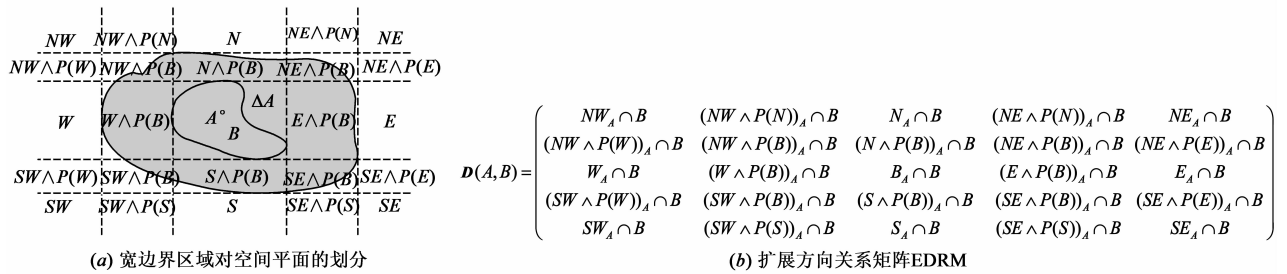 NW NW∧P(N) N NE∧P(N) NE
NW∧P(W) NW∧P(B) N∧P(B) NE∧P(B) NE∧P(E)
ΔA
W W∧P(B) A° E∧P(B) E
B
SW∧P(W) SW∧P(B) S∧P(B) SE∧P(B) SE∧P(E)
SW SW∧P(S) S SE∧P(S) SE
(a) 宽边界区域对空间平面的划分
NW_A∩B (NW∧P(N))_A∩B N_A∩B (NE∧P(N))_A∩B NE_A∩B
(NW∧P(W))_A∩B (NW∧P(B))_A∩B (N∧P(B))_A∩B (NE∧P(B))_A∩B (NE∧P(E))_A∩B
D(A,B)= W_A∩B (W∧P(B))_A∩B B_A∩B (E∧P(B))_A∩B E_A∩B
(SW∧P(W))_A∩B (SW∧P(B))_A∩B (S∧P(B))_A∩B (SE∧P(B))_A∩B (SE∧P(E))_A∩B
SW_A∩B (SW∧P(S))_A∩B S_A∩B (SE∧P(S))_A∩B SE_A∩B
(b) 扩展方向关系矩阵EDRM